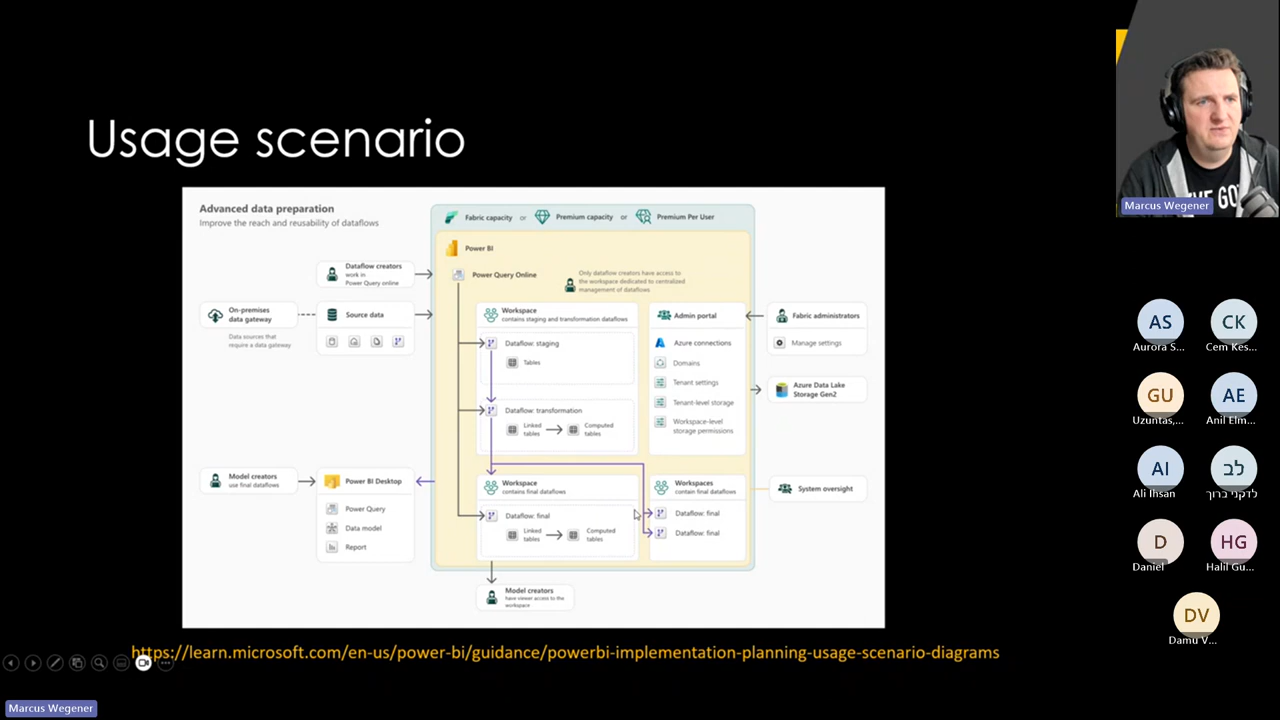 Usage scenario
Advanced data preparation
Improve the reach and reusability of dataflows
Fabric capacity or Premium capacity or Premium Per User
Power BI
Dataflow creators
work in
Power Query online
Power Query Online
Only dataflow creators have access to
the workspace dedicated to centralized
management of dataflows
On-premises
data gateway
Data sources that
require a data gateway
Source data
Workspace
contains staging and transformation dataflows
Dataflow: staging
Tables
Dataflow: transformation
Linked
tables
Computed
tables
Admin portal
Azure connections
Domains
Tenant settings
Tenant-level storage
Workspace-level
storage permissions
Fabric administrators
Manage settings
Azure Data Lake
Storage Gen2
Model creators
use final dataflows
Power BI Desktop
Power Query
Data model
Report
Workspace
contains final dataflows
Dataflow: final
Linked
tables
Computed
tables
Workspaces
contain final dataflows
Dataflow: final
Dataflow: final
System oversight
Model creators
have viewer access to the
workspace
https://learn.microsoft.com/en-us/power-bi/guidance/powerbi-implementation-planning-usage-scenario-diagrams
Marcus Wegener
Marcus Wegener
AS
Aurora S...
CK
Cem Kes...
GU
Uzuntas,...
AE
Anil Elm...
AI
Ali Ihsan
לב
לדקני ברוך
D
Daniel
HG
Halil Gu...
DV
Damu V...